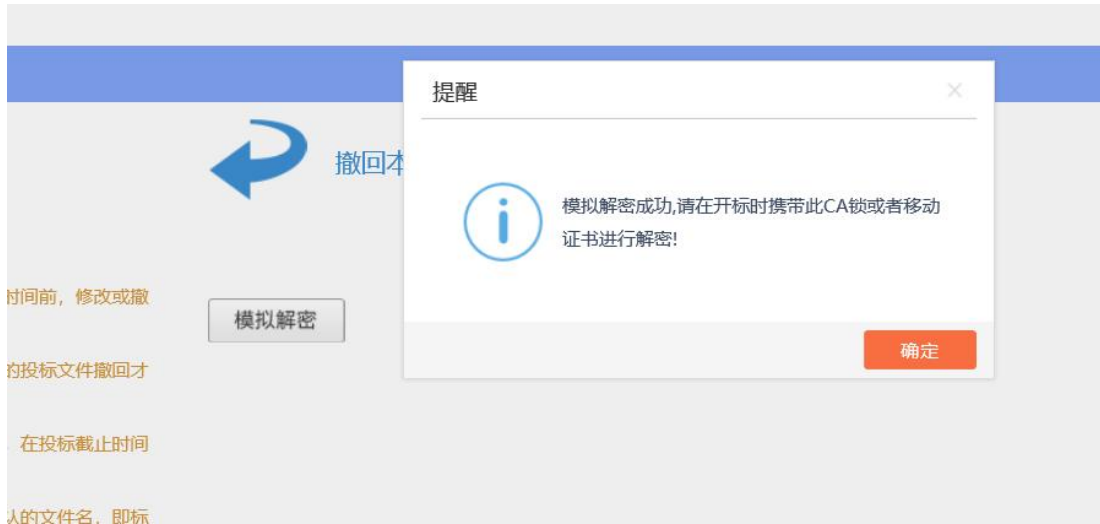 提醒
撤回本
模拟解密成功,请在开标时携带此CA锁或者移动
证书进行解密!
时间前，修改或撤
模拟解密
确定
的投标文件撤回才
在投标截止时间
认的文件名，即标